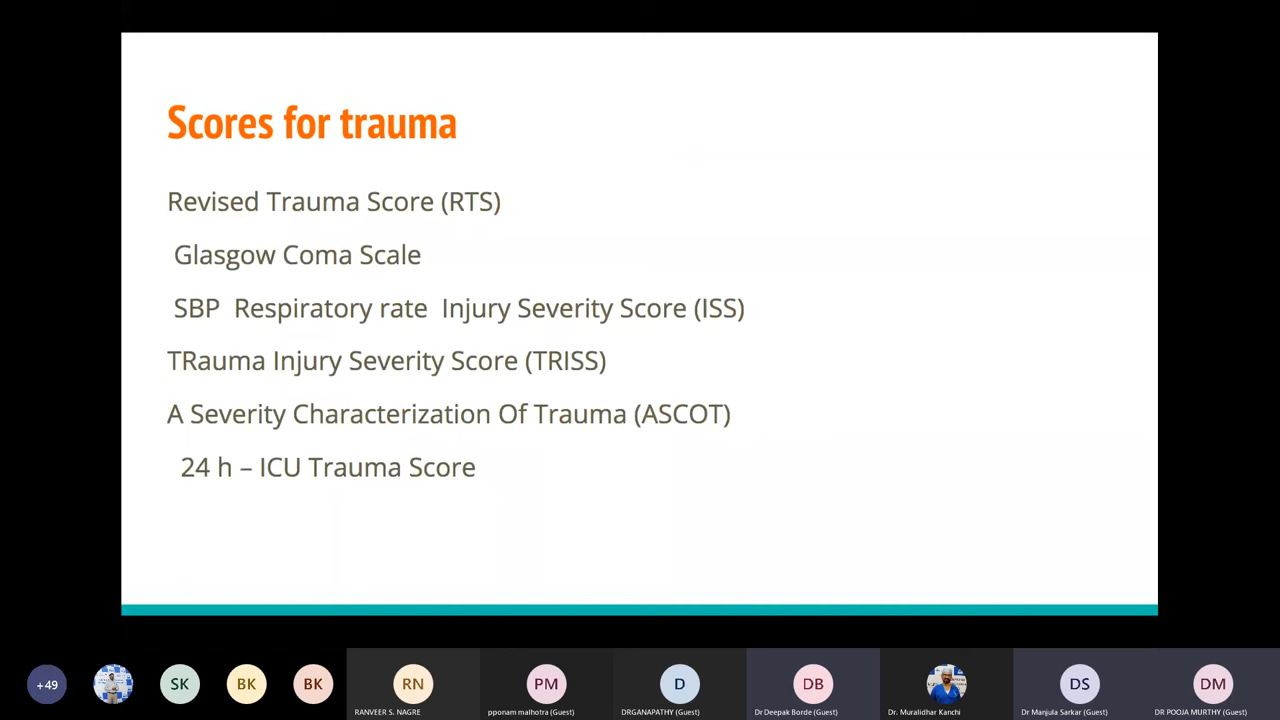 Scores for trauma
Revised Trauma Score (RTS)
Glasgow Coma Scale
SBP Respiratory rate Injury Severity Score (ISS)
TRauma Injury Severity Score (TRISS)
A Severity Characterization Of Trauma (ASCOT)
24 h – ICU Trauma Score
+49
SK
BK
BK
RN
PM
D
DB
DS
DM
RANVEER S. NAGRE
pponam malhotra (Guest)
DRGANAPATHY (Guest)
Dr Deepak Borde (Guest)
Dr. Muralidhar Kanchi
Dr Manjula Sarkar (Guest)
DR POOJA MURTHY (Guest)